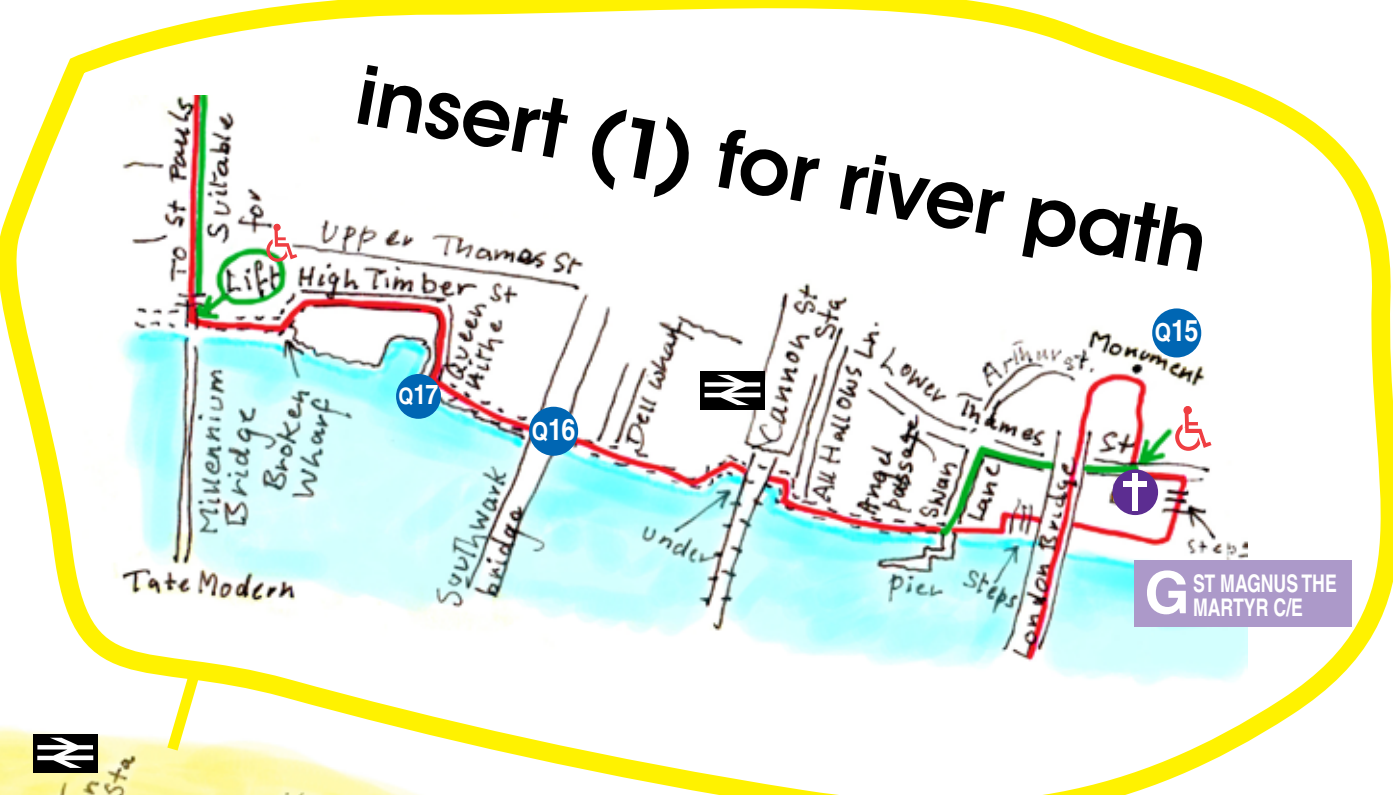 insert (1) for river path
TO St Pauls
Suitable
for
Lift
Upper Thames St
High Timber St
Queen
Hithe
Q17
Q16
Q15
Millennium
Bridge
Broken
Wharf
Tate Modern
Southwark
bridge
Dell Wharf
Cannon St
Sta
under
All Hallows Ln.
Angel
passage
Swan
Lane
Lower
Thames
St
Arthur St.
Monument
London Bridge
pier
Steps
Steps
G ST MAGNUS THE
MARTYR C/E
Sta